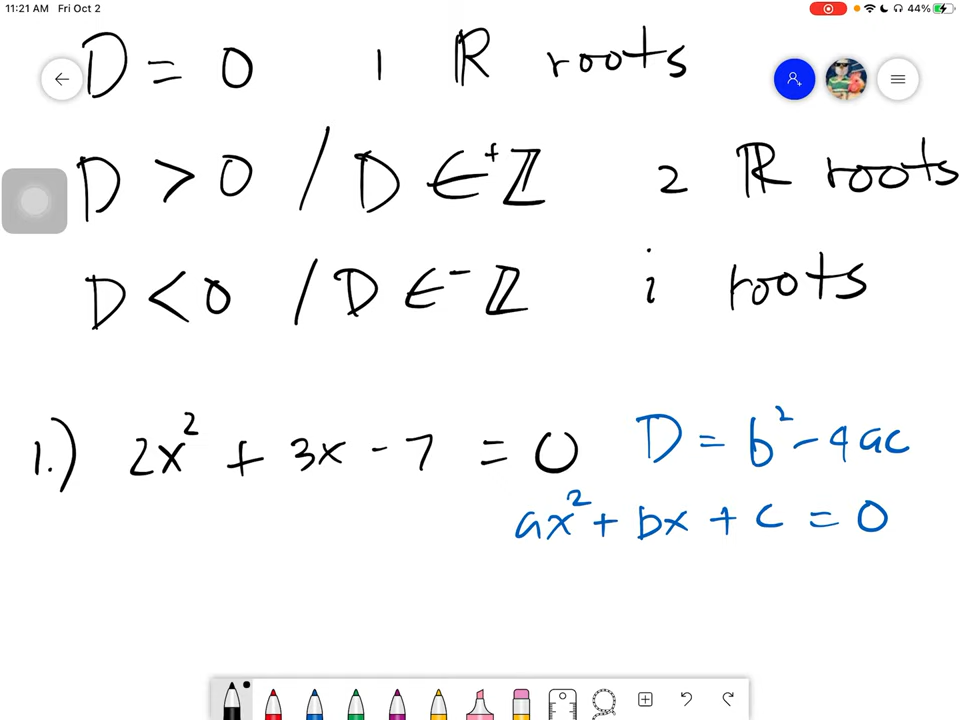 11:21 AM Fri Oct 2 44%
D = 0 1 ℝ roots
D > 0 / D ∈ ⁺ℤ 2 ℝ roots
D < 0 / D ∈ ⁻ℤ i roots
1.) 2x² + 3x - 7 = 0 D = b² - 4ac
ax² + bx + c = 0